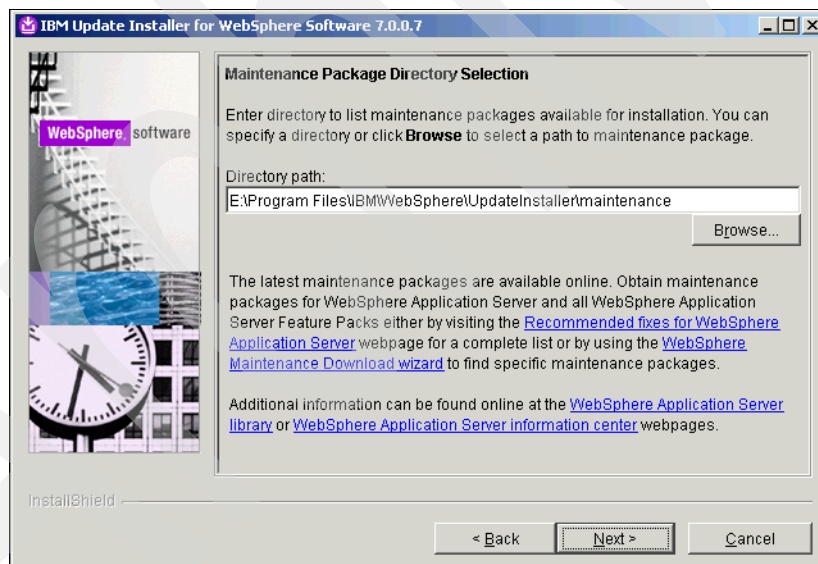 IBM Update Installer for WebSphere Software 7.0.0.7
WebSphere. software
Maintenance Package Directory Selection
Enter directory to list maintenance packages available for installation. You can
specify a directory or click Browse to select a path to maintenance package.
Directory path:
E:\Program Files\IBM\WebSphere\UpdateInstaller\maintenance
Browse...
The latest maintenance packages are available online. Obtain maintenance
packages for WebSphere Application Server and all WebSphere Application
Server Feature Packs either by visiting the Recommended fixes for WebSphere
Application Server webpage for a complete list or by using the WebSphere
Maintenance Download wizard to find specific maintenance packages.
Additional information can be found online at the WebSphere Application Server
library or WebSphere Application Server information center webpages.
InstallShield
< Back
Next >
Cancel